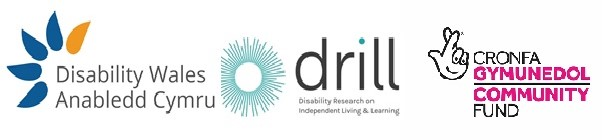 Disability Wales
Anabledd Cymru
drill
Disability Research on
Independent Living & Learning
CRONFA
GYMUNEDOL
COMMUNITY
FUND